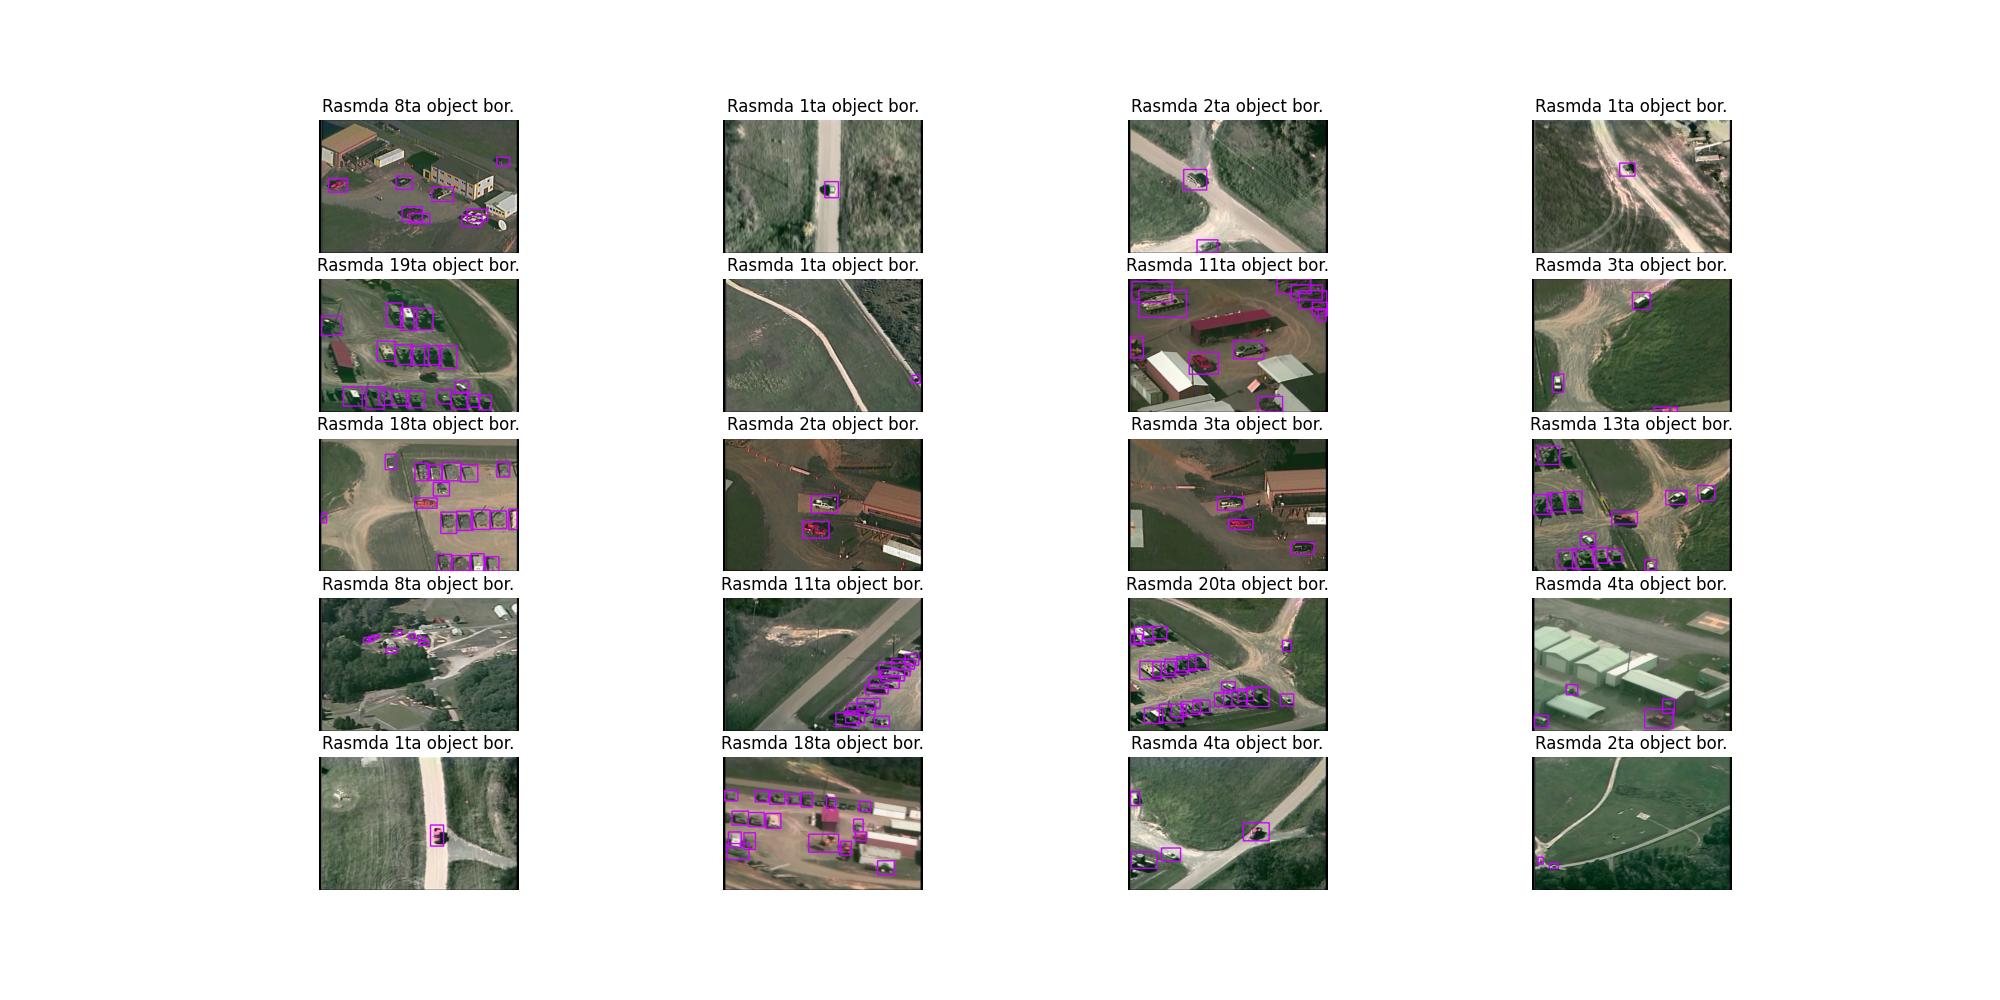 Rasmda 8ta object bor.
Rasmda 1ta object bor.
Rasmda 2ta object bor.
Rasmda 1ta object bor.
Rasmda 19ta object bor.
Rasmda 1ta object bor.
Rasmda 11ta object bor.
Rasmda 3ta object bor.
Rasmda 18ta object bor.
Rasmda 2ta object bor.
Rasmda 3ta object bor.
Rasmda 13ta object bor.
Rasmda 8ta object bor.
Rasmda 11ta object bor.
Rasmda 20ta object bor.
Rasmda 4ta object bor.
Rasmda 1ta object bor.
Rasmda 18ta object bor.
Rasmda 4ta object bor.
Rasmda 2ta object bor.